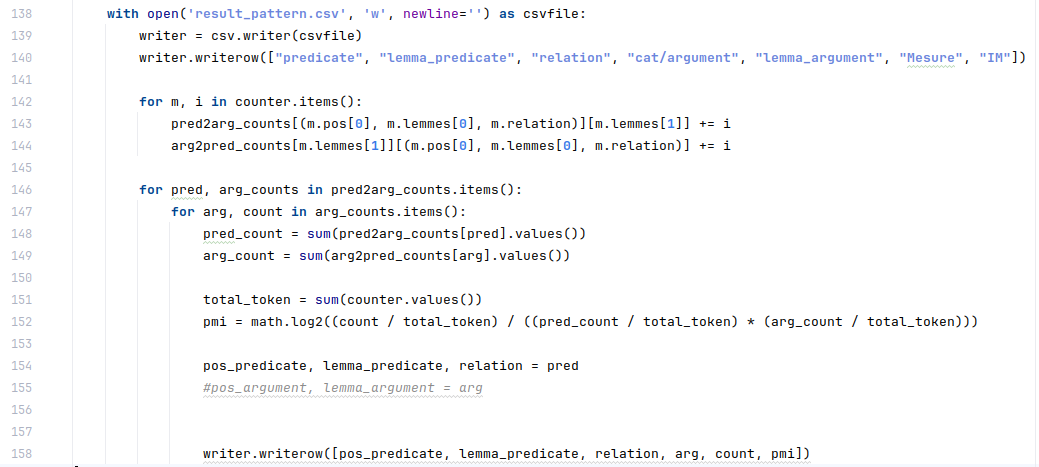 138 with open('result_pattern.csv', 'w', newline='') as csvfile:
139 writer = csv.writer(csvfile)
140 writer.writerow(["predicate", "lemma_predicate", "relation", "cat/argument", "lemma_argument", "Mesure", "IM"])
141
142 for m, i in counter.items():
143 pred2arg_counts[(m.pos[0], m.lemmes[0], m.relation)][m.lemmes[1]] += i
144 arg2pred_counts[m.lemmes[1]][(m.pos[0], m.lemmes[0], m.relation)] += i
145
146 for pred, arg_counts in pred2arg_counts.items():
147 for arg, count in arg_counts.items():
148 pred_count = sum(pred2arg_counts[pred].values())
149 arg_count = sum(arg2pred_counts[arg].values())
150
151 total_token = sum(counter.values())
152 pmi = math.log2((count / total_token) / ((pred_count / total_token) * (arg_count / total_token)))
153
154 pos_predicate, lemma_predicate, relation = pred
155 #pos_argument, lemma_argument = arg
156
157
158 writer.writerow([pos_predicate, lemma_predicate, relation, arg, count, pmi])